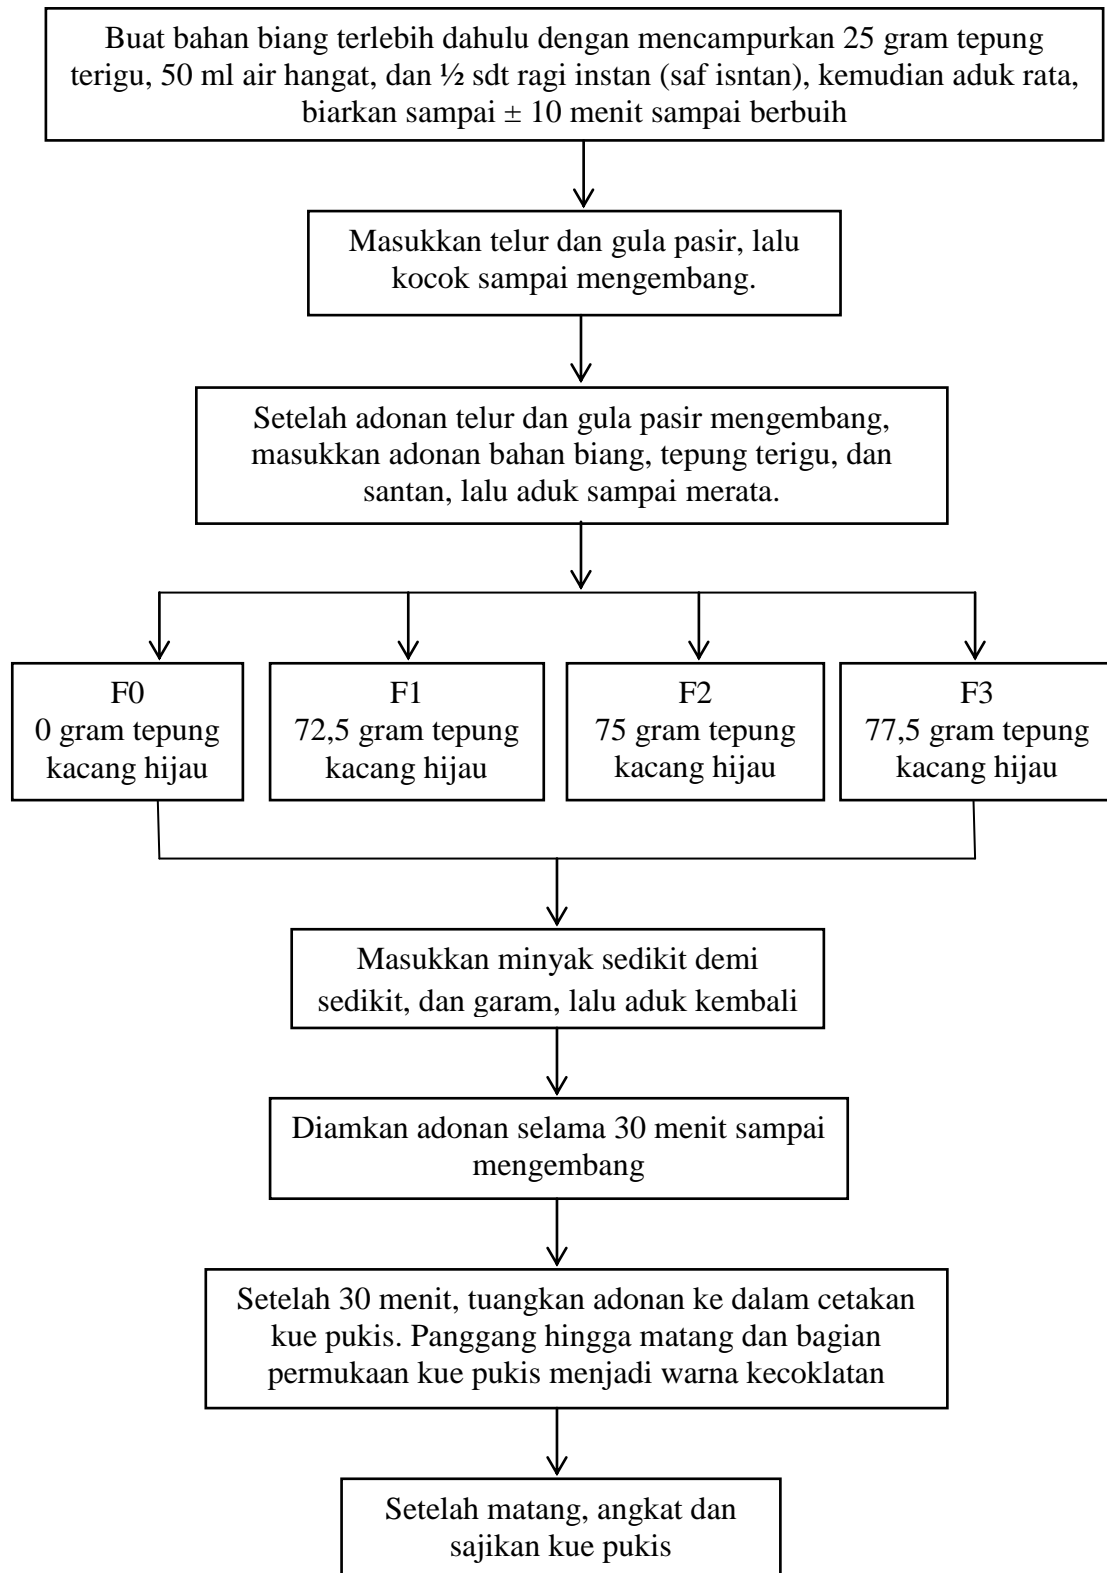 Buat bahan biang terlebih dahulu dengan mencampurkan 25 gram tepung
terigu, 50 ml air hangat, dan ½ sdt ragi instan (saf isntan), kemudian aduk rata,
biarkan sampai ± 10 menit sampai berbuih
Masukkan telur dan gula pasir, lalu
kocok sampai mengembang.
Setelah adonan telur dan gula pasir mengembang,
masukkan adonan bahan biang, tepung terigu, dan
santan, lalu aduk sampai merata.
F0
0 gram tepung
kacang hijau
F1
72,5 gram tepung
kacang hijau
F2
75 gram tepung
kacang hijau
F3
77,5 gram tepung
kacang hijau
Masukkan minyak sedikit demi
sedikit, dan garam, lalu aduk kembali
Diamkan adonan selama 30 menit sampai
mengembang
Setelah 30 menit, tuangkan adonan ke dalam cetakan
kue pukis. Panggang hingga matang dan bagian
permukaan kue pukis menjadi warna kecoklatan
Setelah matang, angkat dan
sajikan kue pukis